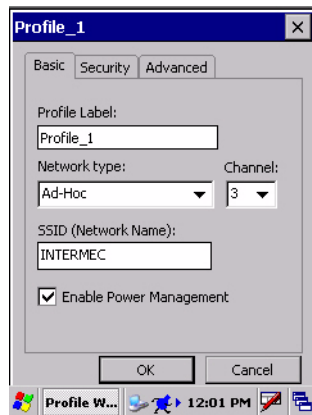 Profile_1
Basic Security Advanced
Profile Label:
Profile_1
Network type: Channel:
Ad-Hoc 3
SSID (Network Name):
INTERMEC
Enable Power Management
OK Cancel
Profile W... 12:01 PM